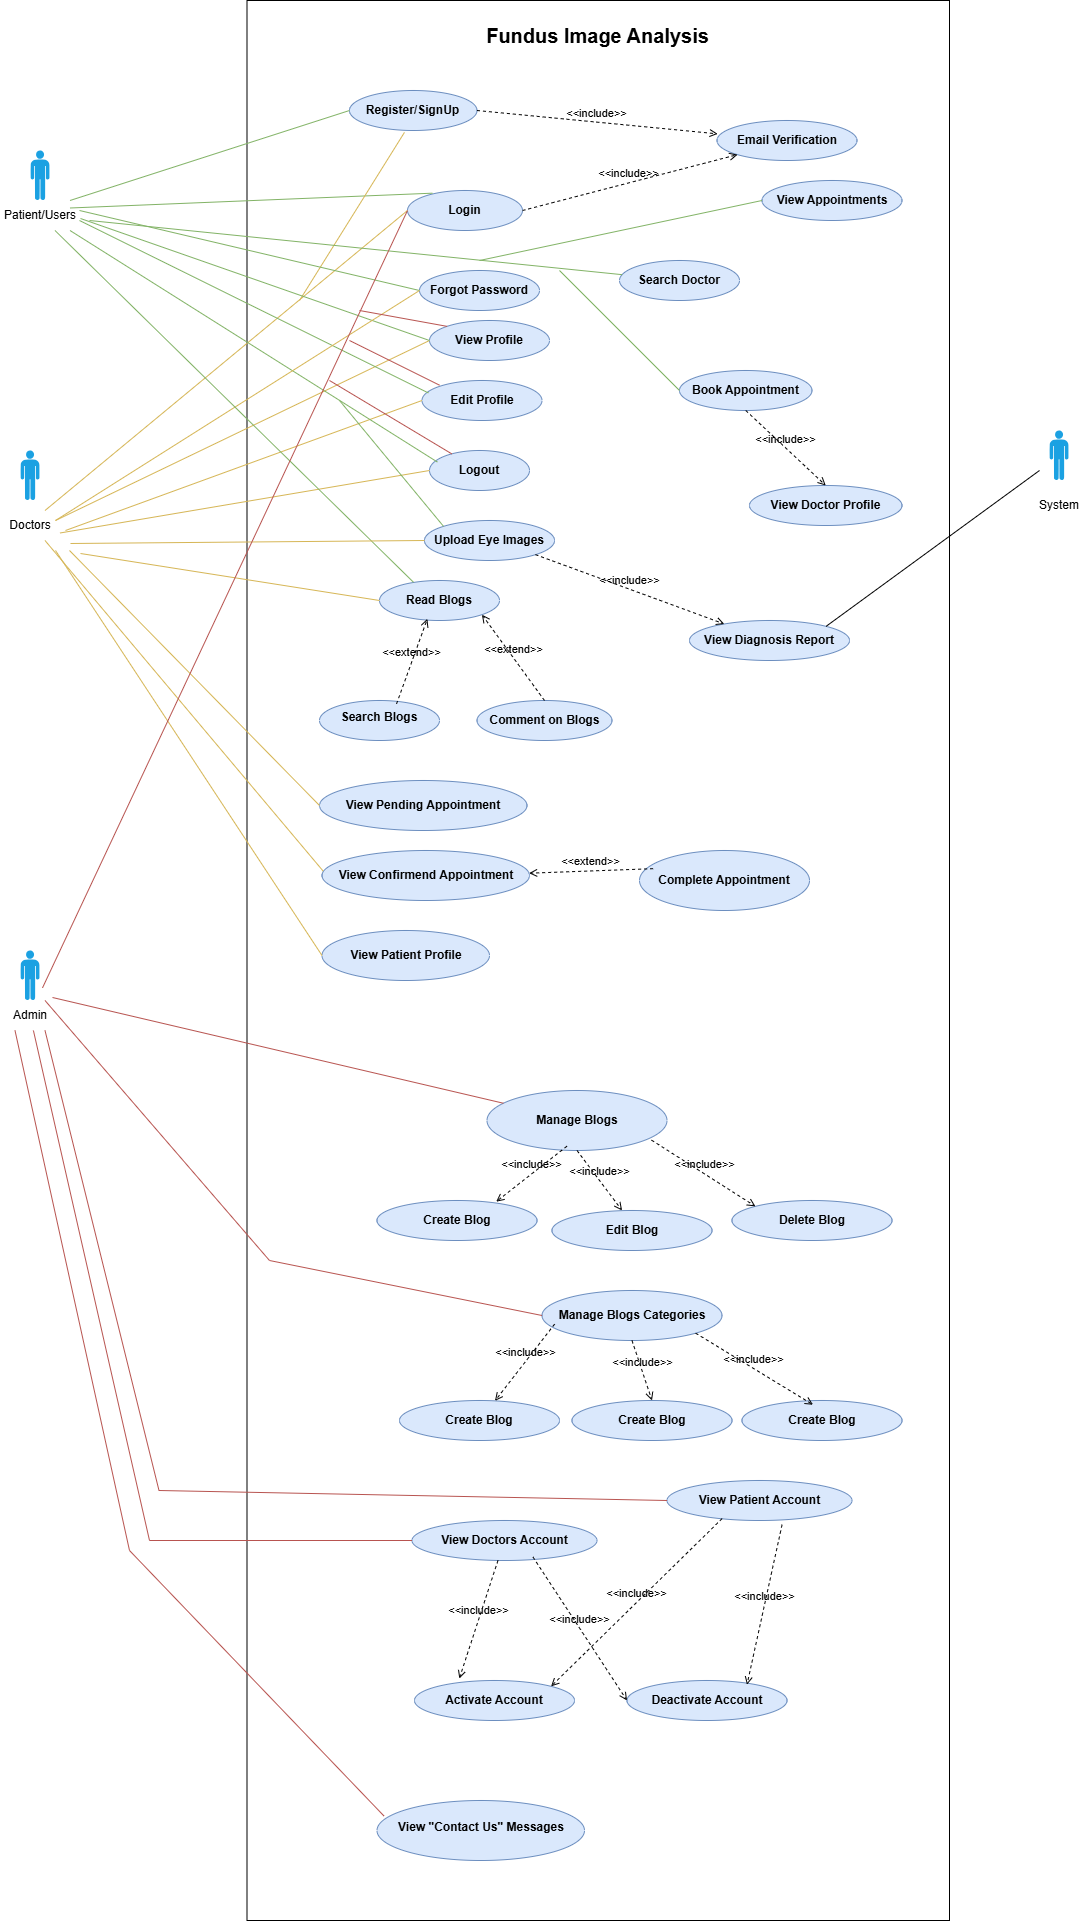 Fundus Image Analysis
Register/SignUp
<<include>>
Email Verification
<<include>>
Patient/Users
Login
View Appointments
Forgot Password
Search Doctor
View Profile
Edit Profile
Book Appointment
<<include>>
Logout
View Doctor Profile
System
Doctors
Upload Eye Images
<<include>>
Read Blogs
View Diagnosis Report
<<extend>>
<<extend>>
Search Blogs
Comment on Blogs
View Pending Appointment
View Confirmend Appointment
<<extend>>
Complete Appointment
View Patient Profile
Admin
Manage Blogs
<<include>>
<<include>>
<<include>>
Create Blog
Edit Blog
Delete Blog
Manage Blogs Categories
<<include>>
<<include>>
<<include>>
Create Blog
Create Blog
Create Blog
View Patient Account
View Doctors Account
<<include>>
<<include>>
<<include>>
<<include>>
Activate Account
Deactivate Account
View "Contact Us" Messages